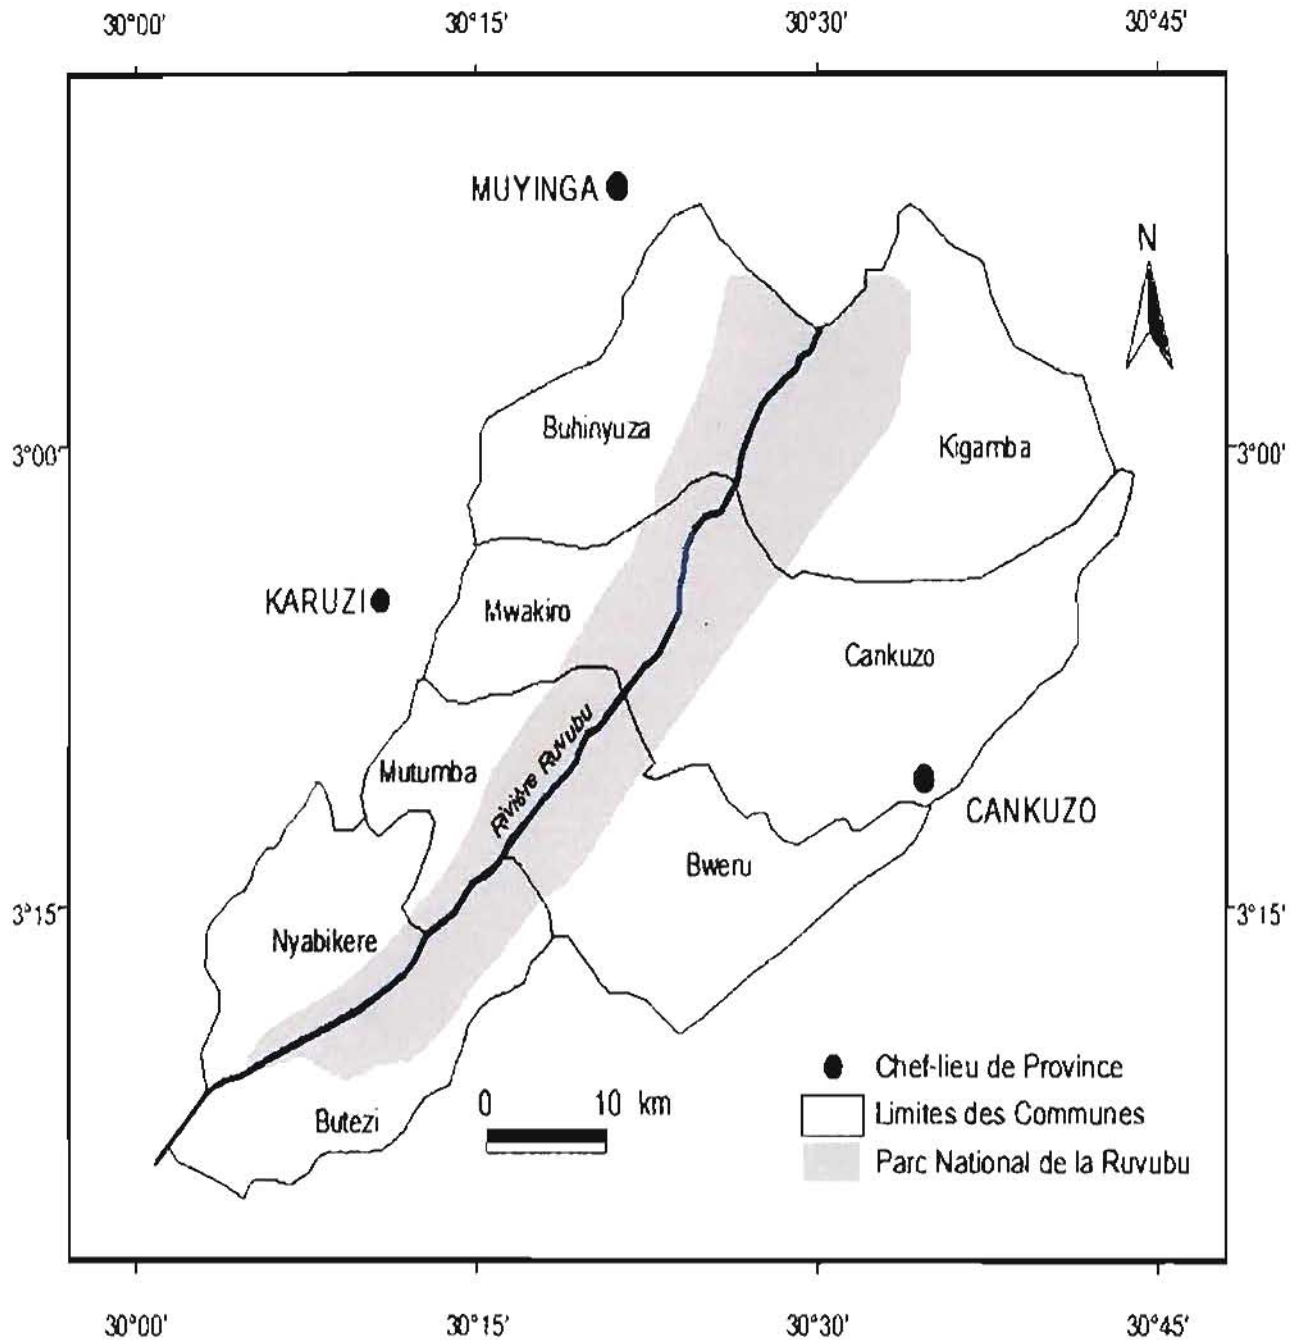 30°00' 30°15' 30°30' 30°45'
MUYINGA
N
Buhinyuza
Kigamba
3°00' 3°00'
KARUZI
Mwakiro
Cankuzo
Rivière Ruvubu
Mutumba
CANKUZO
Bweru
3°15' 3°15'
Nyabikere
Chef-lieu de Province
0 10 km
Limites des Communes
Butezi
Parc National de la Ruvubu
30°00' 30°15' 30°30' 30°45'